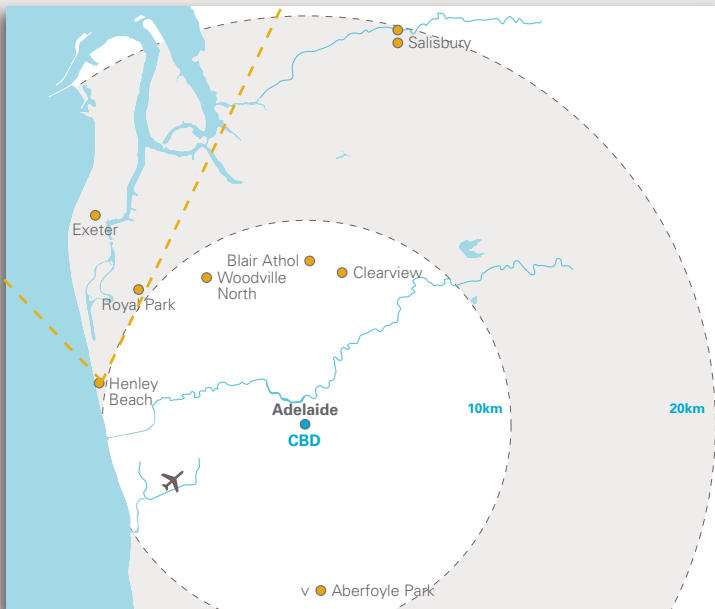 Salisbury
Exeter
Blair Athol
Clearview
Woodville
North
Royal Park
Henley
Beach
Adelaide
CBD
10km
20km
v
Aberfoyle Park